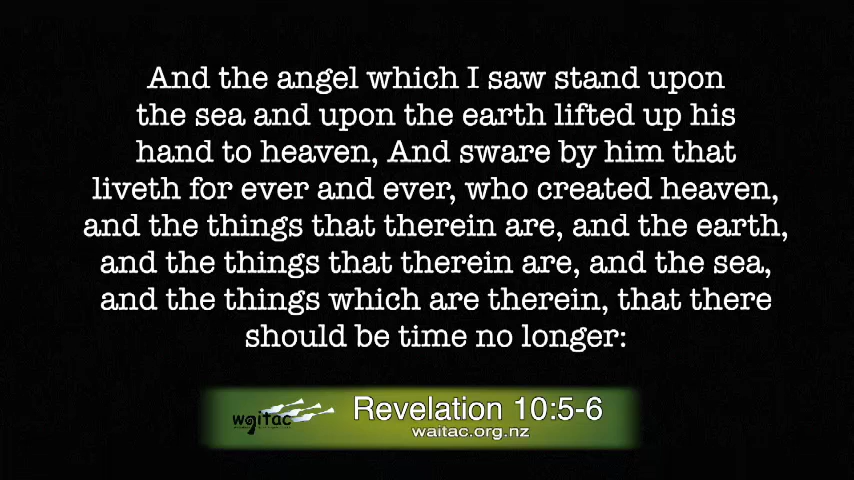 And the angel which I saw stand upon
the sea and upon the earth lifted up his
hand to heaven, And sware by him that
liveth for ever and ever, who created heaven,
and the things that therein are, and the earth,
and the things that therein are, and the sea,
and the things which are therein, that there
should be time no longer:
waitac
Revelation 10:5-6
waitac.org.nz